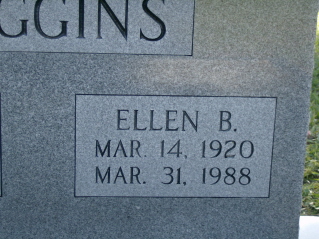 GGINS
ELLEN B.
MAR. 14, 1920
MAR. 31, 1988